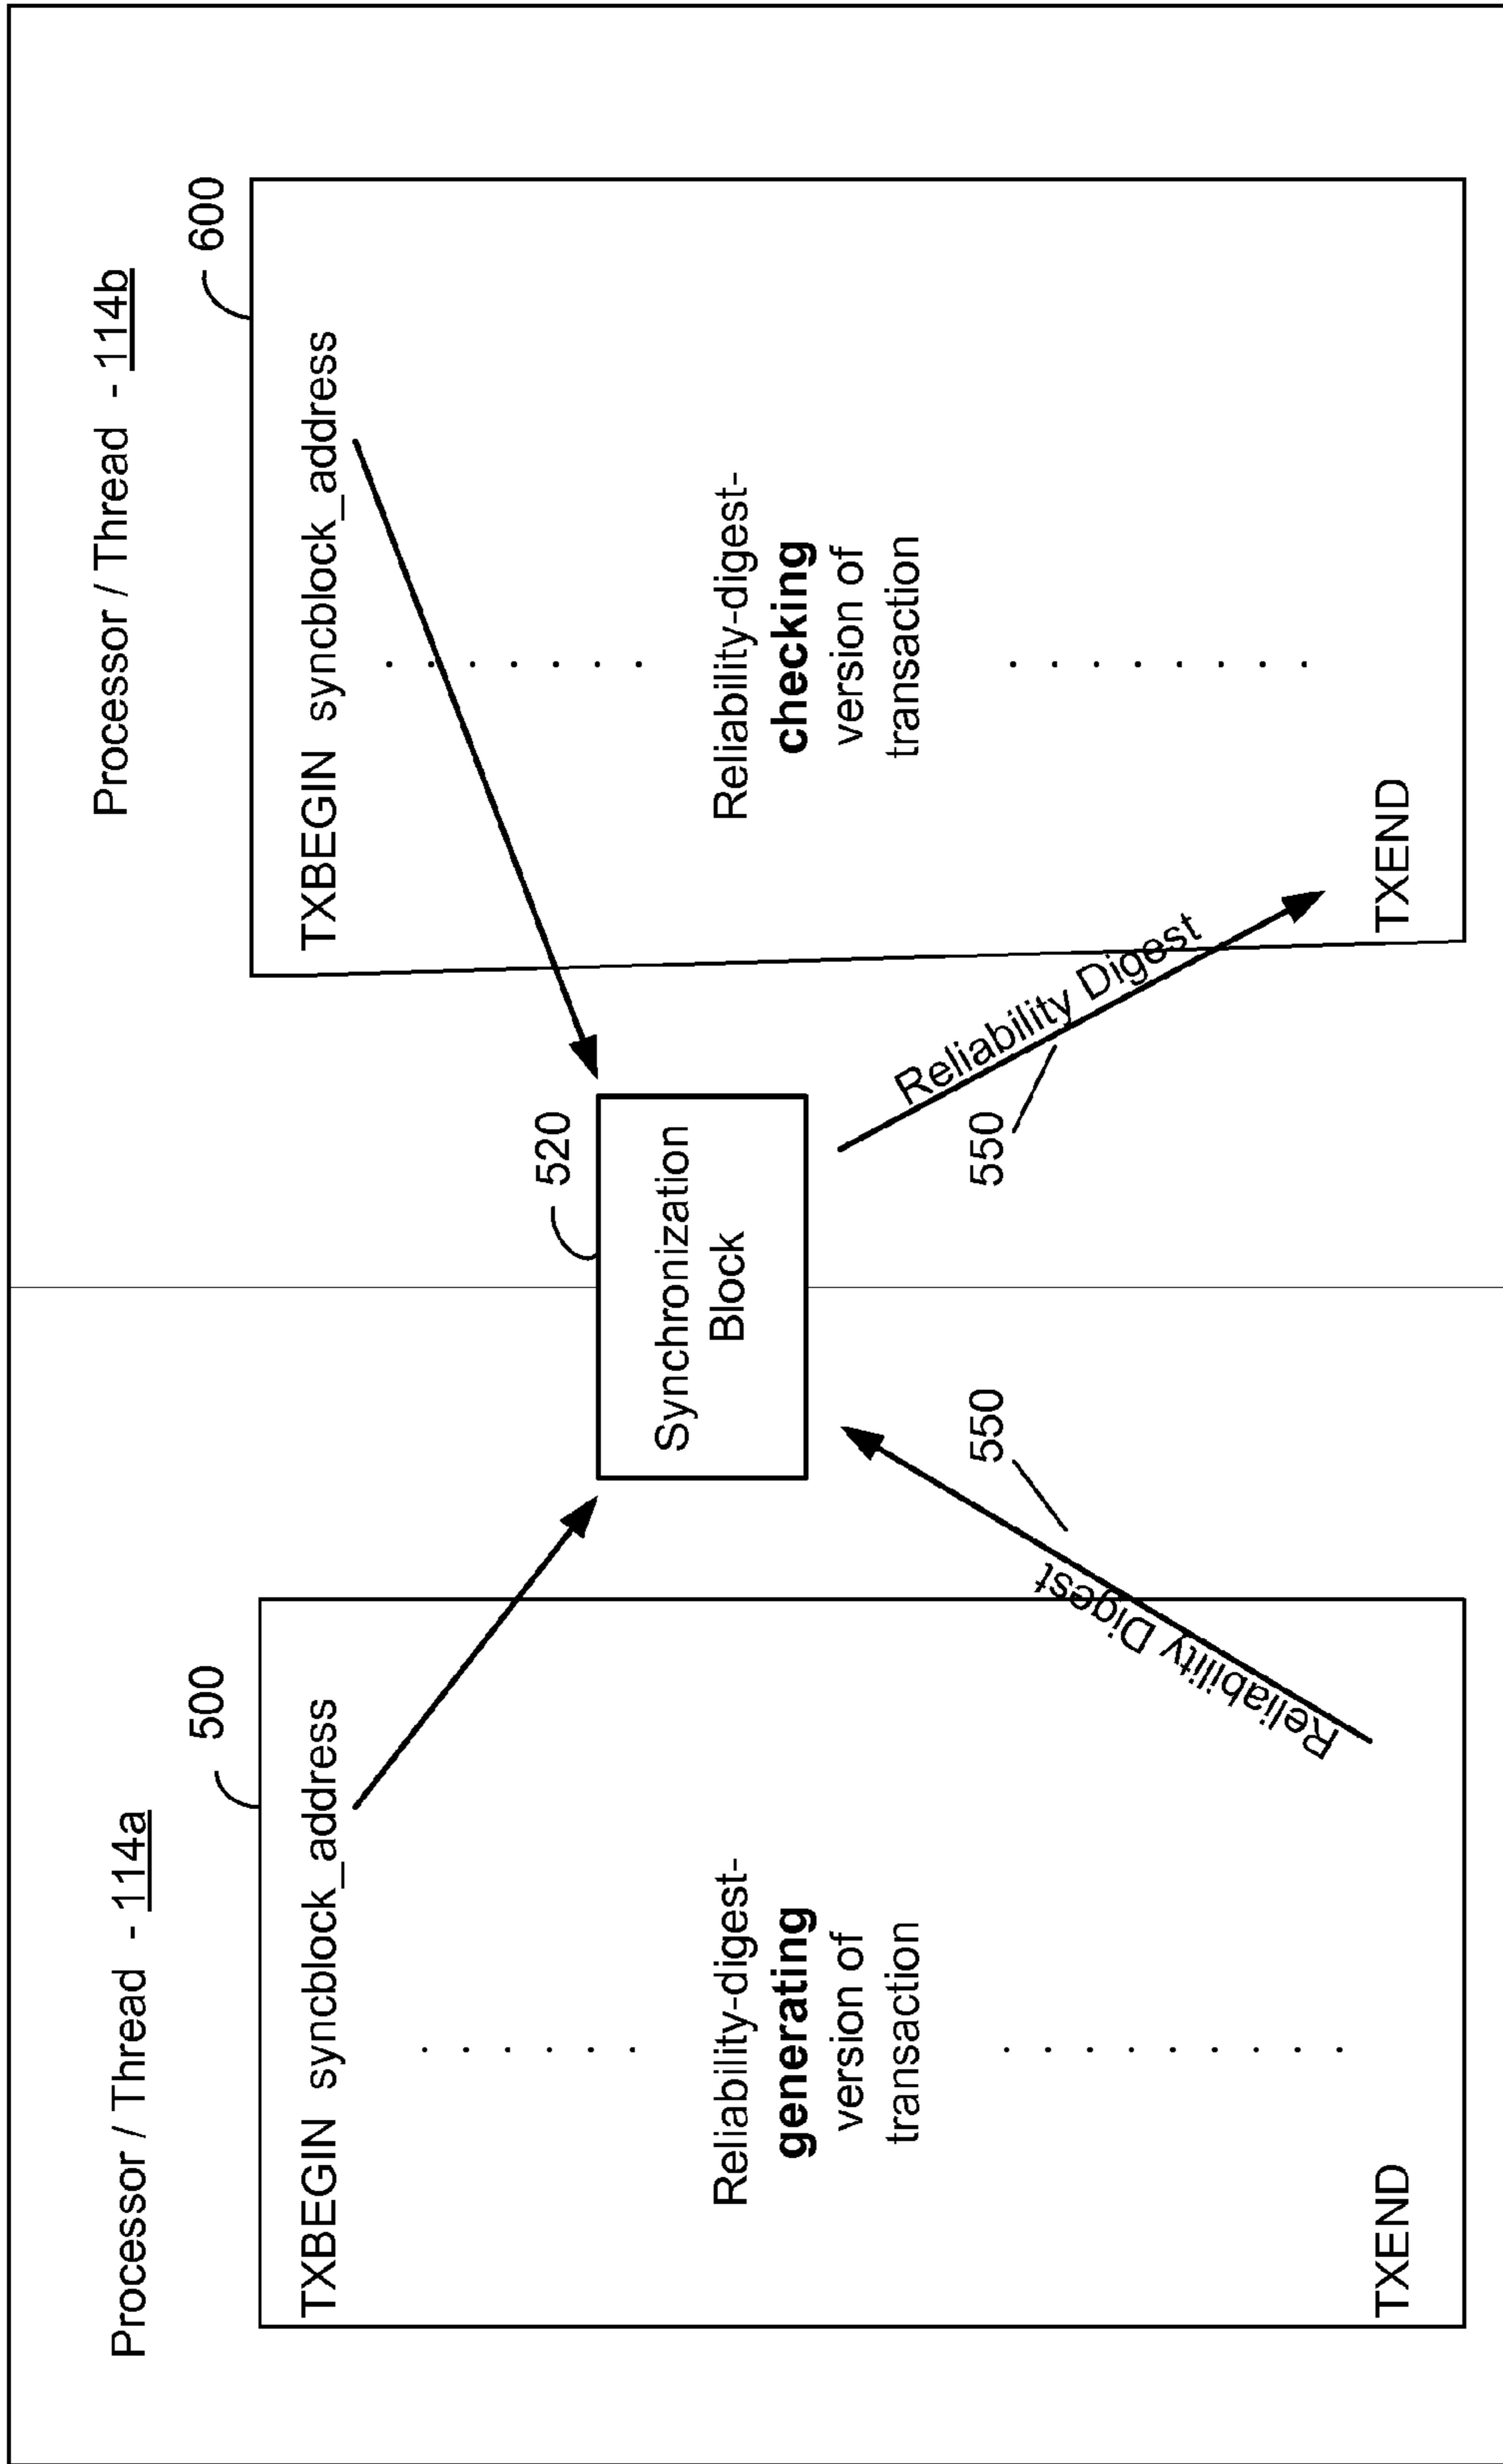 Processor / Thread - 114a
500
TXBEGIN syncblock_address
Reliability-digest-
generating
version of
transaction
TXEND
Reliability Digest
550
520
Synchronization
Block
Processor / Thread - 114b
600
TXBEGIN syncblock_address
Reliability-digest-
checking
version of
transaction
TXEND
Reliability Digest
550